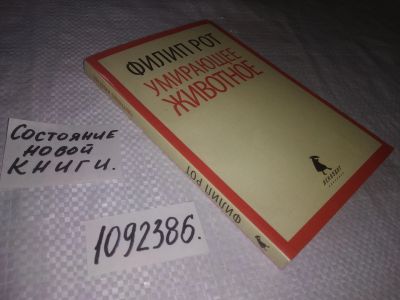 ФИЛИП РОТ
УМИРАЮЩЕЕ
ЖИВОТНОЕ
СОСТОЯНИЕ
НОВОЙ
КНИГИ.
1092386.
ФИЛИП РОТ